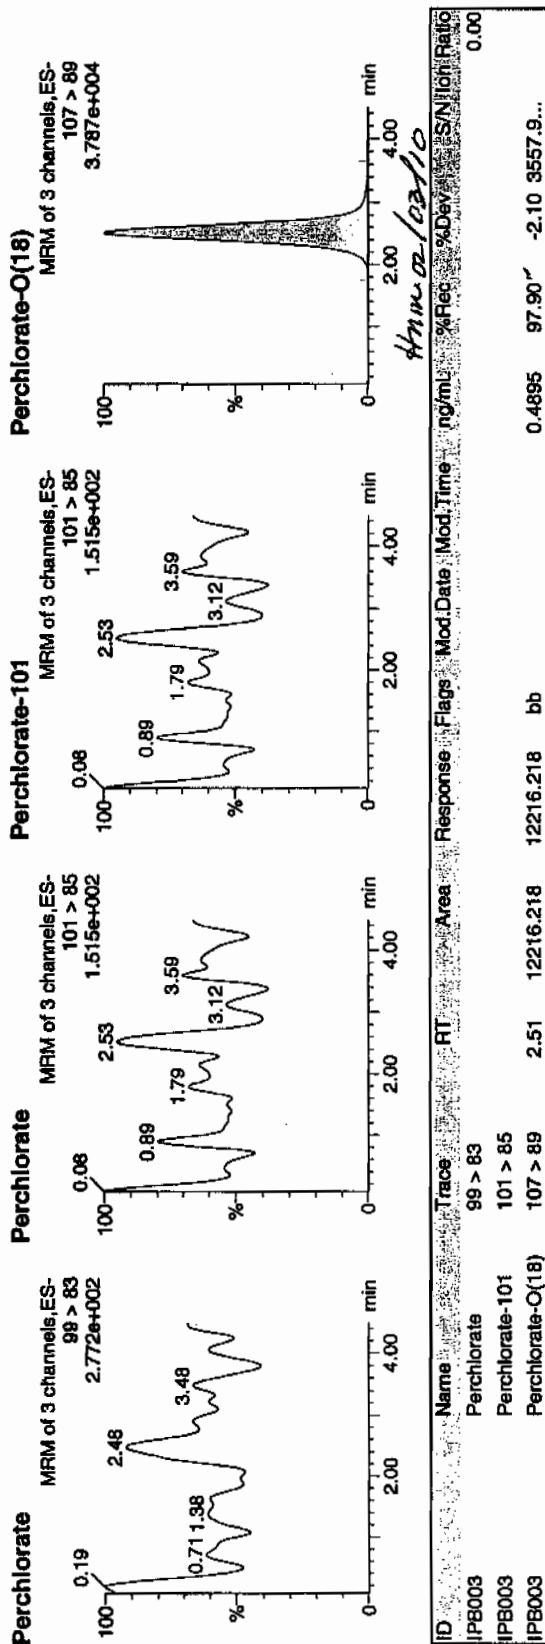 Perchlorate
MRM of 3 channels,ES-
99 > 83
2.772e+002
100
%
0
0.19
0.71
1.38
2.48
3.48
2.00
4.00
min
Perchlorate
MRM of 3 channels,ES-
101 > 85
1.515e+002
100
%
0
0.08
0.89
1.79
2.53
3.12
3.59
2.00
4.00
min
Perchlorate-101
MRM of 3 channels,ES-
101 > 85
1.515e+002
100
%
0
0.08
0.89
1.79
2.53
3.12
3.59
2.00
4.00
min
Perchlorate-O(18)
MRM of 3 channels,ES-
107 > 89
3.787e+004
100
%
0
2.00
4.00
min
02/03/10
ID Name Trace RT Area Response Flags Mod.Date Mod.Time ng/mL %Rec %Dev S/N Ion Ratio
IPB003 Perchlorate 99 > 83 0.00
IPB003 Perchlorate-101 101 > 85
IPB003 Perchlorate-O(18) 107 > 89 2.51 12216.218 12216.218 bb 0.4895 97.90 -2.10 3557.9...